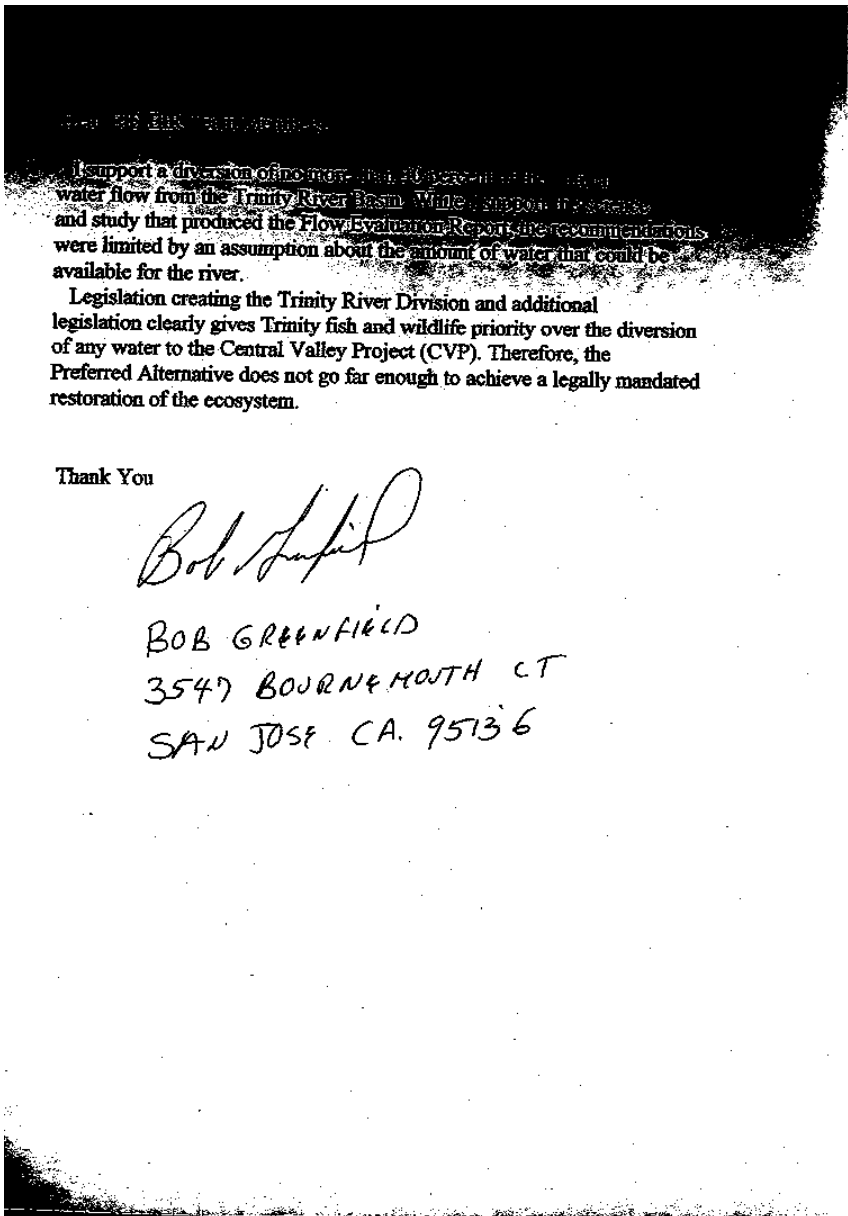 I support a diversion of no more than 30 percent of the
water flow from the Trinity River Basin. While I support the science
and study that produced the Flow Evaluation Report, the recommendations
were limited by an assumption about the amount of water that could be
available for the river.
Legislation creating the Trinity River Division and additional
legislation clearly gives Trinity fish and wildlife priority over the diversion
of any water to the Central Valley Project (CVP). Therefore, the
Preferred Alternative does not go far enough to achieve a legally mandated
restoration of the ecosystem.
Thank You
Bob Greenfield
BOB GREENFIELD
3547 BOURNEMOUTH CT
SAN JOSE CA. 95136